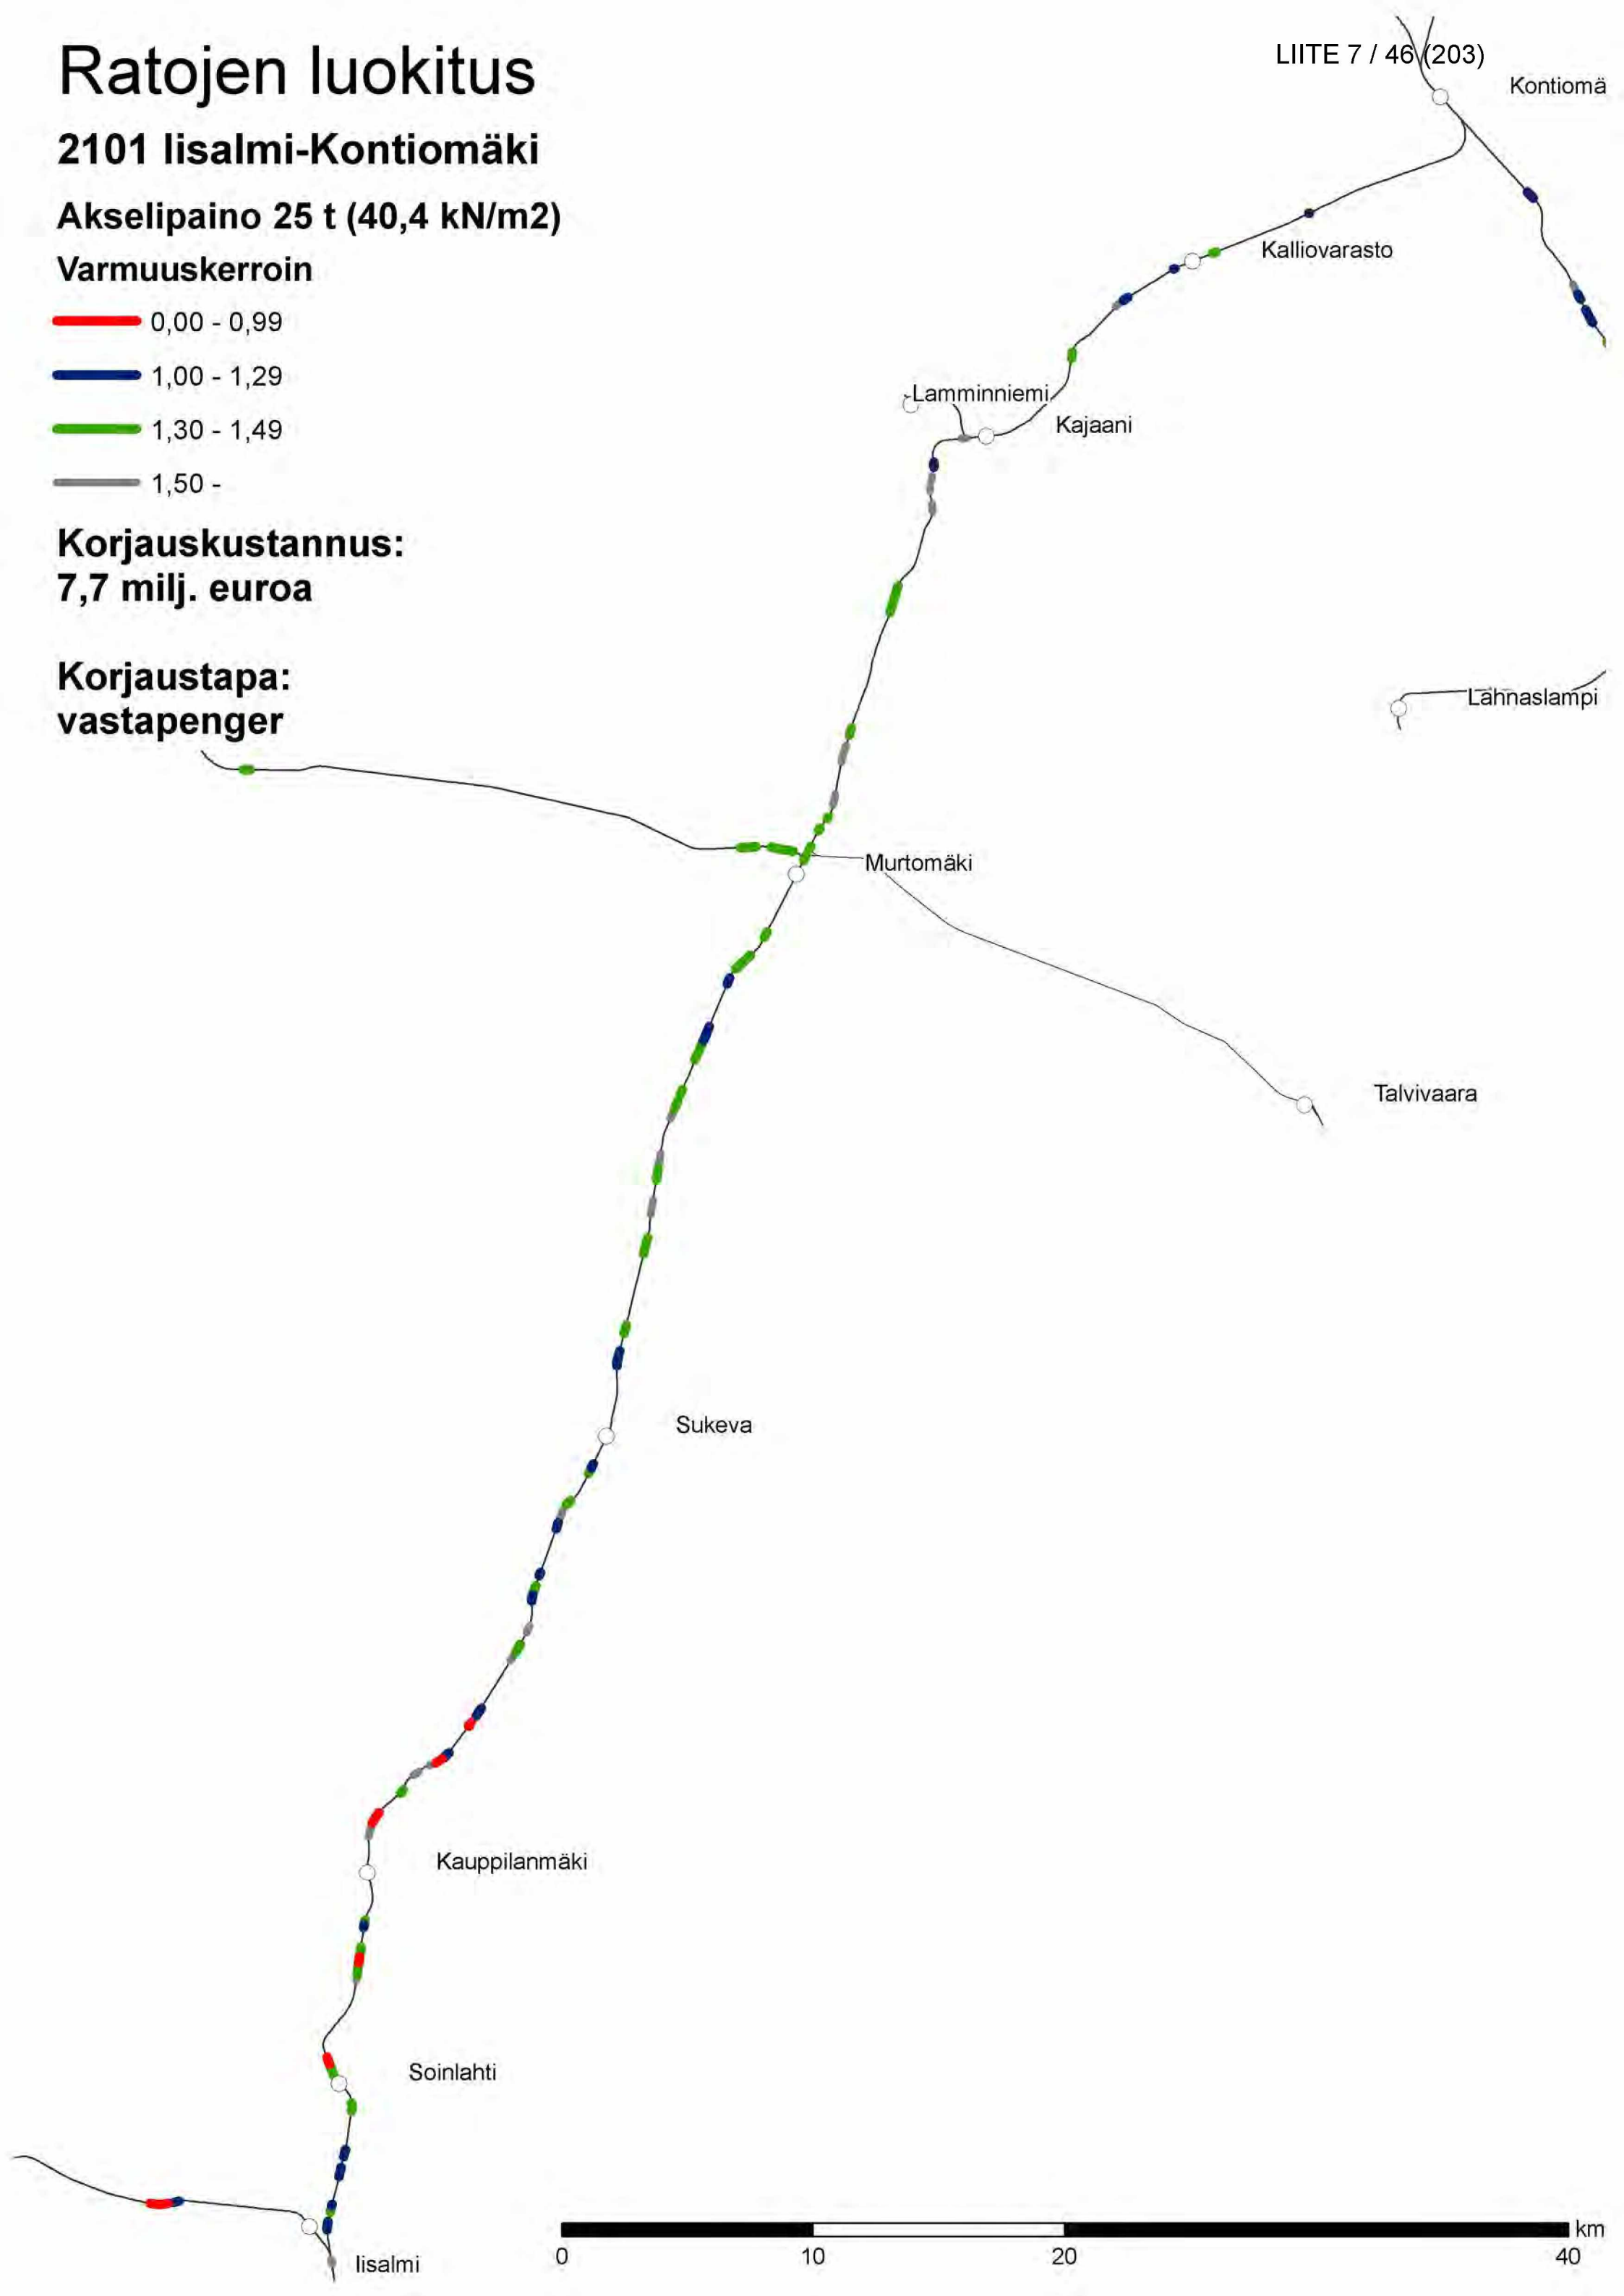 Ratojen luokitus
LIITE 7 / 46 (203)
Kontiomä
2101 Iisalmi-Kontiomäki
Akselipaino 25 t (40,4 kN/m2)
Varmuuskerroin
0,00 - 0,99
1,00 - 1,29
1,30 - 1,49
1,50 -
Korjauskustannus:
7,7 milj. euroa
Korjaustapa:
vastapenger
Kalliovarasto
Lamminniemi
Kajaani
Lahnaslampi
Murtomäki
Talvivaara
Sukeva
Kauppilanmäki
Soinlahti
Iisalmi
km
0
10
20
40